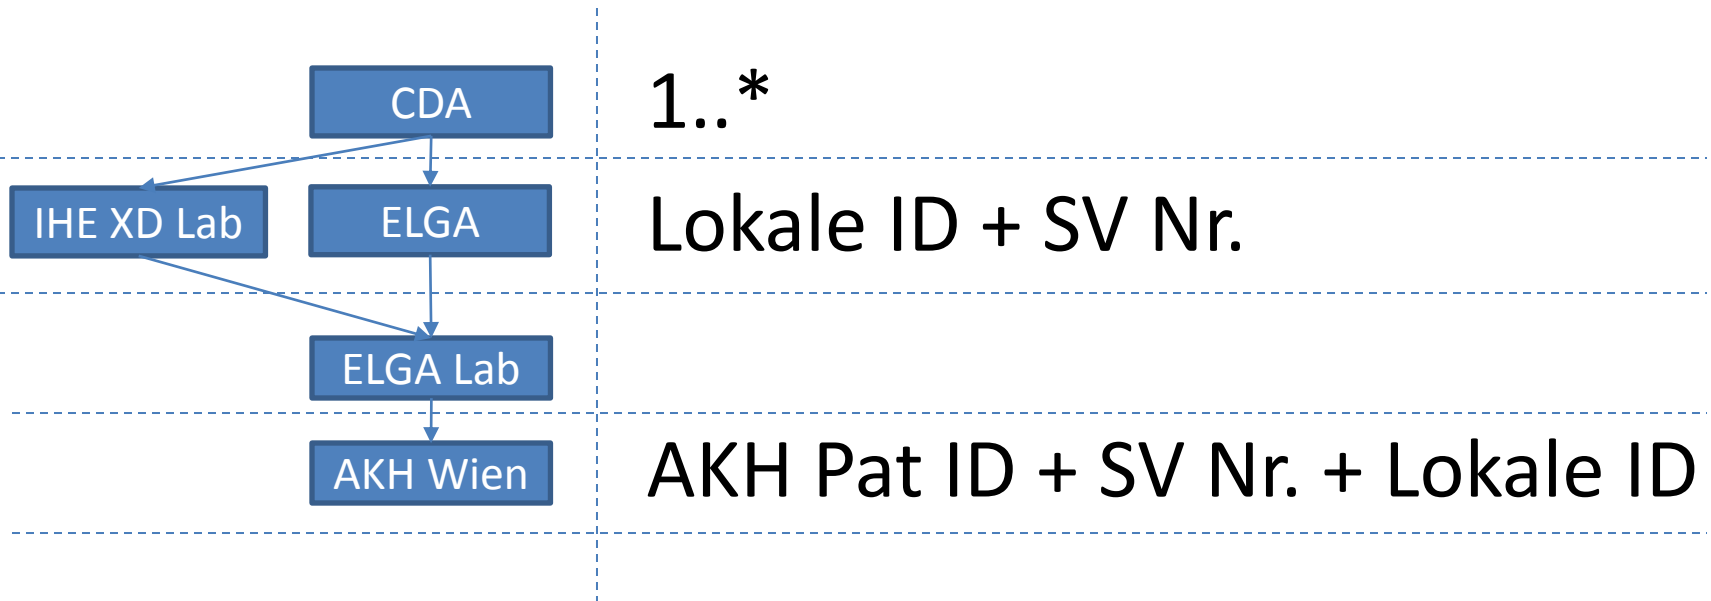 CDA
1..*
IHE XD Lab
ELGA
Lokale ID + SV Nr.
ELGA Lab
AKH Wien
AKH Pat ID + SV Nr. + Lokale ID